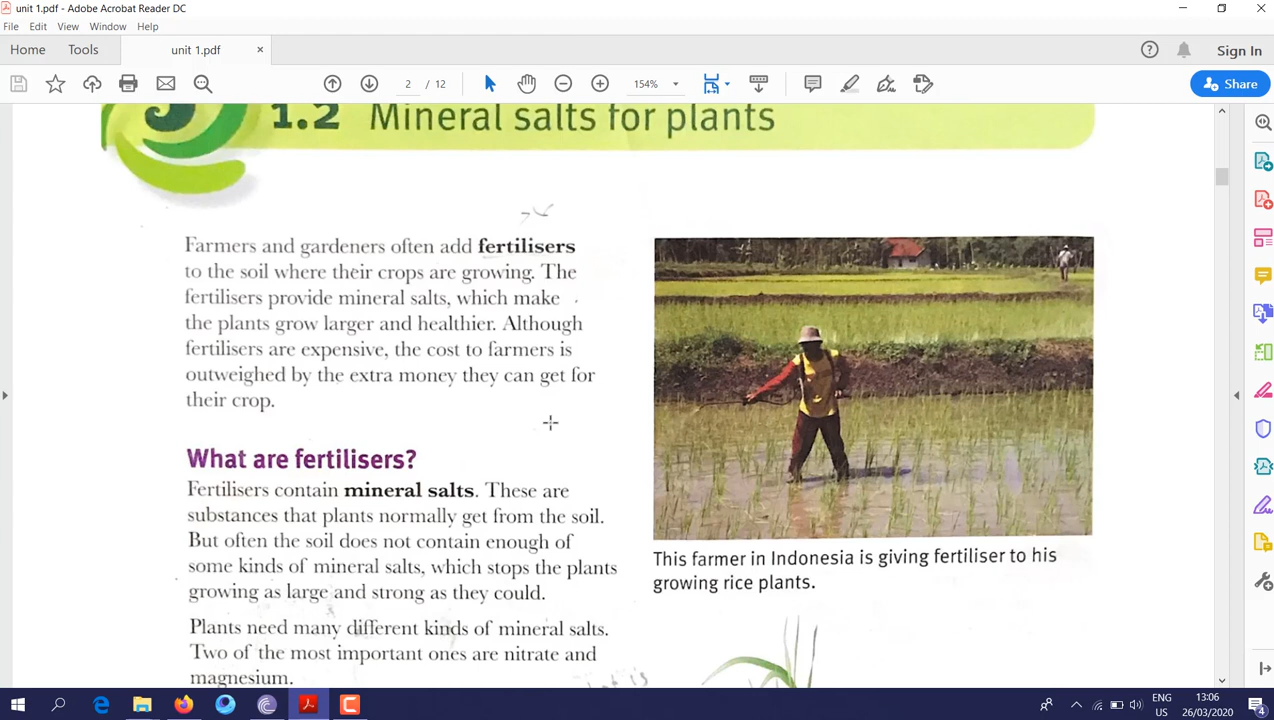 unit 1.pdf - Adobe Acrobat Reader DC
File Edit View Window Help
Home Tools unit 1.pdf × Sign In
2 / 12 154% Share
1.2 Mineral salts for plants
Farmers and gardeners often add fertilisers
to the soil where their crops are growing. The
fertilisers provide mineral salts, which make
the plants grow larger and healthier. Although
fertilisers are expensive, the cost to farmers is
outweighed by the extra money they can get for
their crop.
What are fertilisers?
Fertilisers contain mineral salts. These are
substances that plants normally get from the soil.
But often the soil does not contain enough of
some kinds of mineral salts, which stops the plants
growing as large and strong as they could.
Plants need many different kinds of mineral salts.
Two of the most important ones are nitrate and
magnesium.
This farmer in Indonesia is giving fertiliser to his
growing rice plants.
ENG
US
13:06
26/03/2020
4